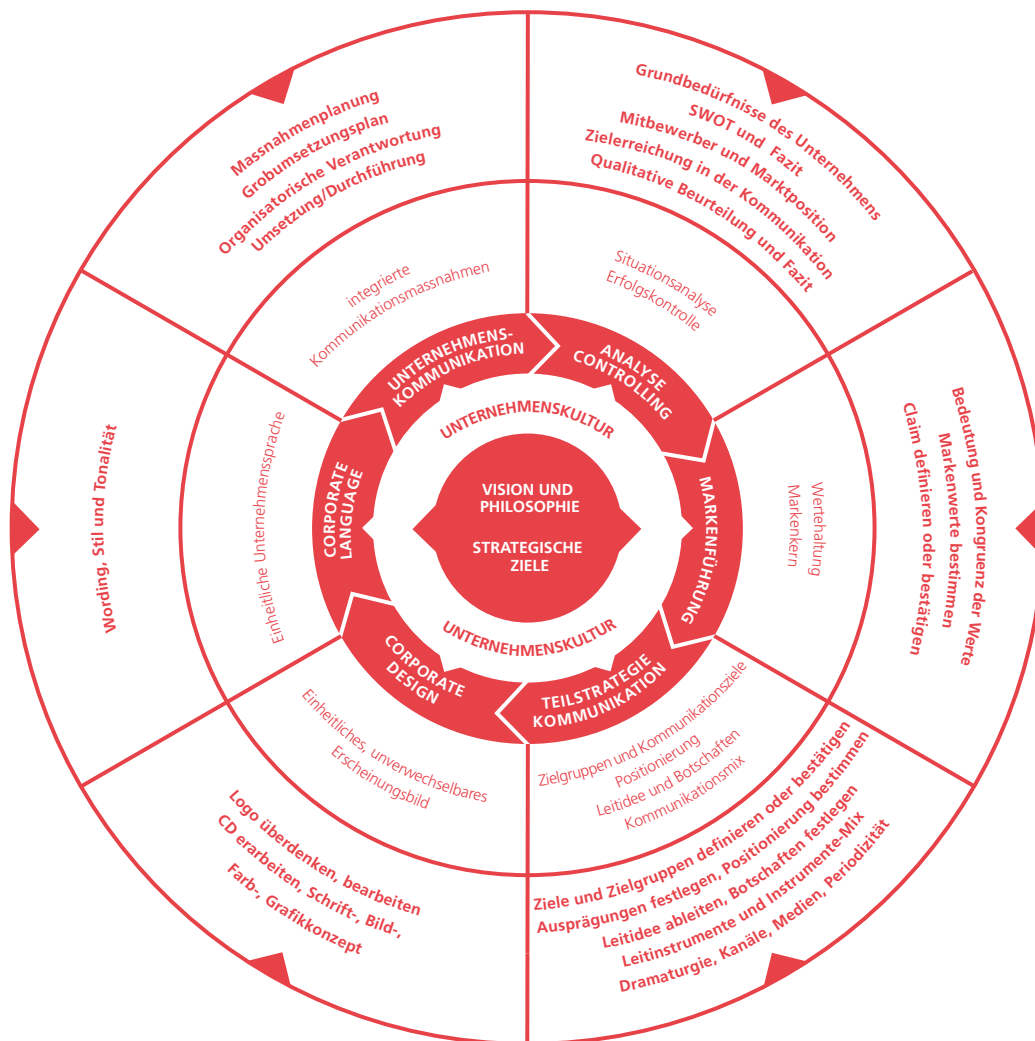 Massnahmenplanung
Grobumsetzungsplan
Organisatorische Verantwortung
Umsetzung/Durchführung
integrierte
Kommunikationsmassnahmen
UNTERNEHMENS-
KOMMUNIKATION
Grundbedürfnisse des Unternehmens
SWOT und Fazit
Mitbewerber und Marktposition
Zielerreichung in der Kommunikation
Qualitative Beurteilung und Fazit
Situationsanalyse
Erfolgskontrolle
ANALYSE
CONTROLLING
Bedeutung und Kongruenz der Werte
Markenwerte bestimmen
Claim definieren oder bestätigen
Wertehaltung
Markenkern
MARKENFÜHRUNG
UNTERNEHMENSKULTUR
VISION UND
PHILOSOPHIE
STRATEGISCHE
ZIELE
UNTERNEHMENSKULTUR
TEILSTRATEGIE
KOMMUNIKATION
Zielgruppen und Kommunikationsziele
Positionierung
Leitidee und Botschaften
Kommunikationsmix
Ziele und Zielgruppen definieren oder bestätigen
Ausprägungen festlegen, Positionierung bestimmen
Leitidee ableiten, Botschaften festlegen
Leitinstrumente und Instrumente-Mix
Dramaturgie, Kanäle, Medien, Periodizität
CORPORATE
DESIGN
Einheitliches, unverwechselbares
Erscheinungsbild
Logo überdenken, bearbeiten
CD erarbeiten, Schrift-, Bild-,
Farb-, Grafikkonzept
CORPORATE
LANGUAGE
Einheitliche Unternehmenssprache
Wording, Stil und Tonalität